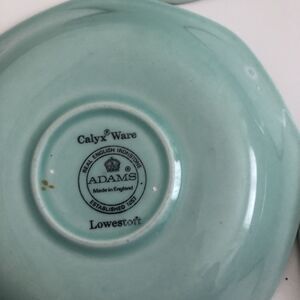 Calyx® Ware
REAL ENGLISH IRONSTONE
ADAMS
Made in England
ESTABLISHED 1657
Lowestoft